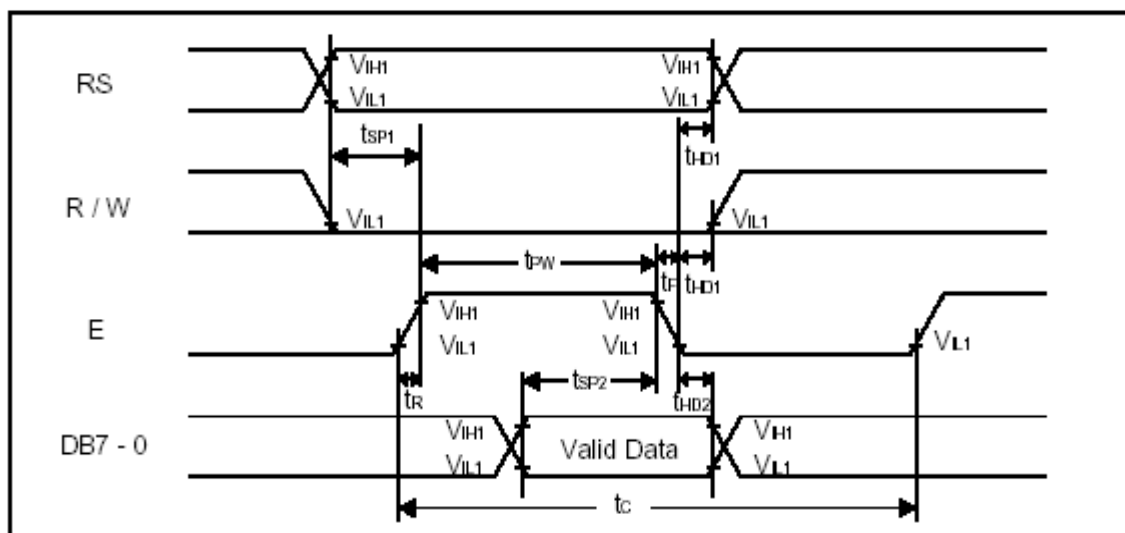 RS
VIH1 VIH1
VIL1 VIL1
tSP1
tHD1
R / W
VIL1 VIL1
tPW tF tHD1
E
VIH1 VIH1
VIL1 VIL1 VIL1
tR tSP2 tHD2
DB7 - 0
VIH1 Valid Data VIH1
VIL1 VIL1
tC